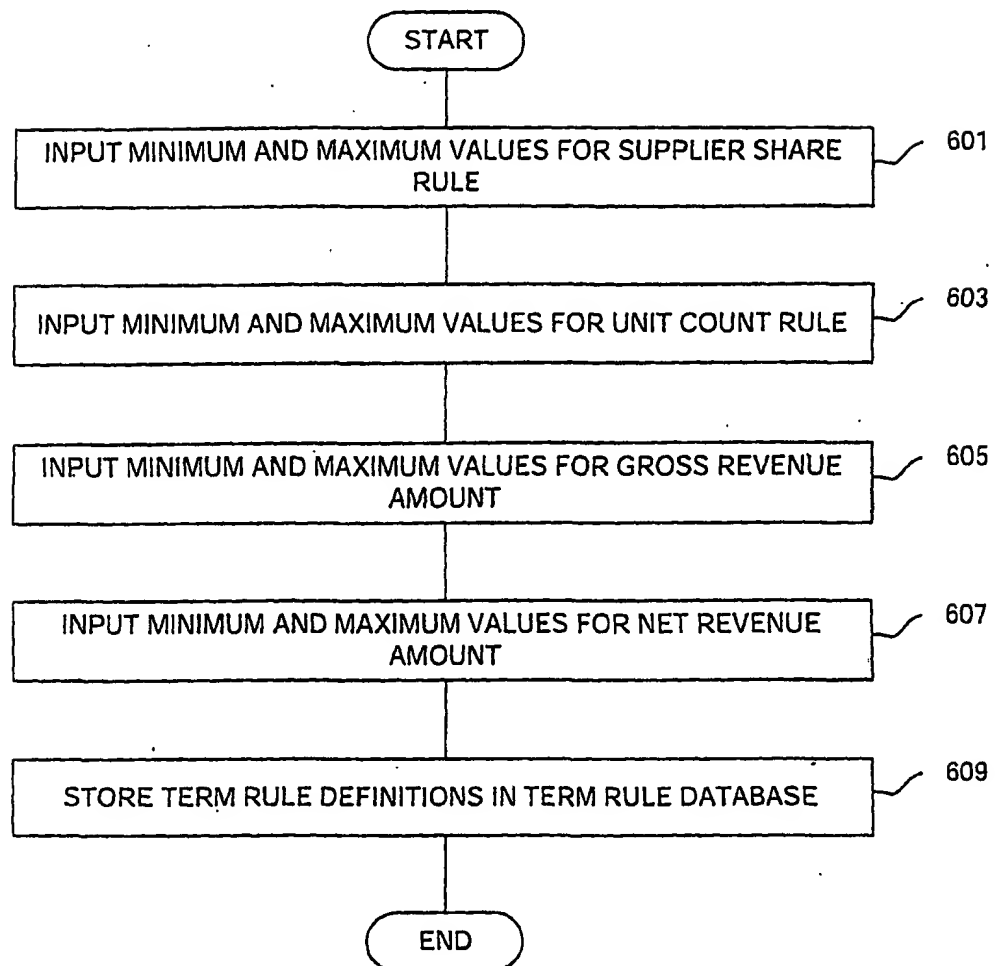 START
INPUT MINIMUM AND MAXIMUM VALUES FOR SUPPLIER SHARE
RULE
601
INPUT MINIMUM AND MAXIMUM VALUES FOR UNIT COUNT RULE
603
INPUT MINIMUM AND MAXIMUM VALUES FOR GROSS REVENUE
AMOUNT
605
INPUT MINIMUM AND MAXIMUM VALUES FOR NET REVENUE
AMOUNT
607
STORE TERM RULE DEFINITIONS IN TERM RULE DATABASE
609
END